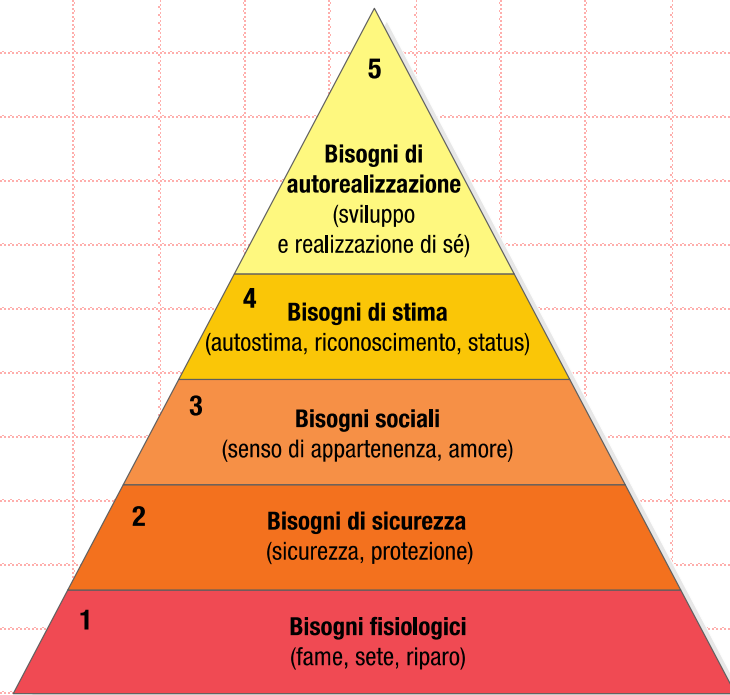 5
Bisogni di
autorealizzazione
(sviluppo
e realizzazione di sé)
4
Bisogni di stima
(autostima, riconoscimento, status)
3
Bisogni sociali
(senso di appartenenza, amore)
2
Bisogni di sicurezza
(sicurezza, protezione)
1
Bisogni fisiologici
(fame, sete, riparo)